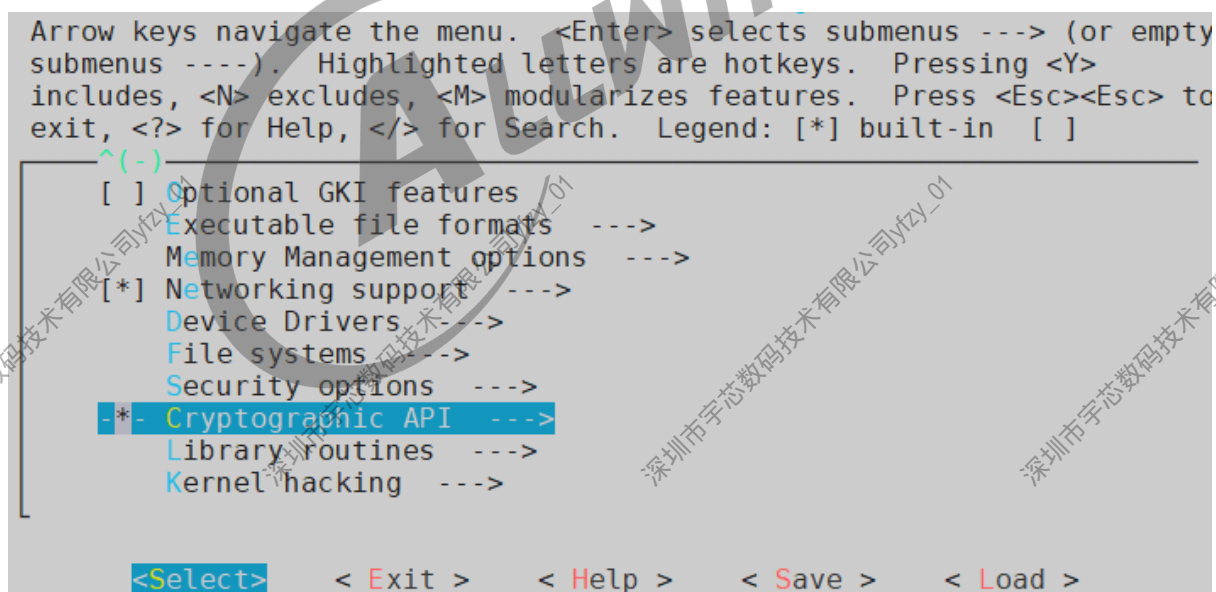 ALLWIN
Arrow keys navigate the menu.  <Enter> selects submenus ---> (or empty
submenus ----).  Highlighted letters are hotkeys.  Pressing <Y>
includes, <N> excludes, <M> modularizes features.  Press <Esc><Esc> to
exit, <?> for Help, </> for Search.  Legend: [*] built-in  [ ]
^(-)
[ ] Optional GKI features
Executable file formats  --->
Memory Management options  --->
[*] Networking support  --->
Device Drivers  --->
File systems  --->
Security options  --->
-*- Cryptographic API  --->
Library routines  --->
Kernel hacking  --->
<Select>    < Exit >    < Help >    < Save >    < Load >
深圳市宇芯数码技术有限公司yfzy_01
深圳市宇芯数码技术有限公司yfzy_01